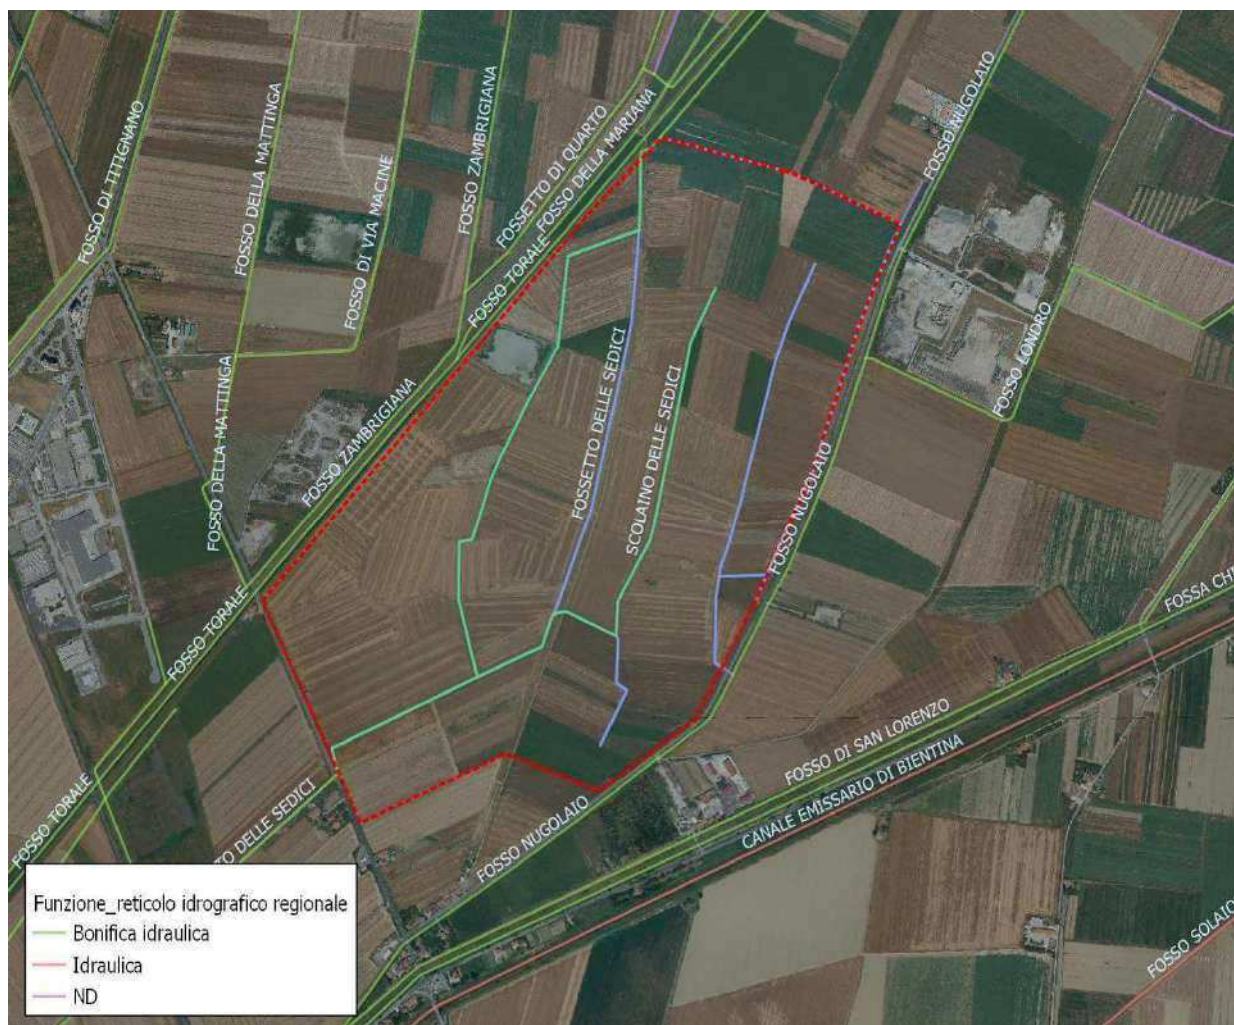 FOSSO DI TITIGNANO
FOSSO DELLA MATTINGA
FOSSO DI VIA MACINE
FOSSO ZAMBRIGIANA
FOSSETTO DI QUARTO
FOSSO DELLA MARIANA
FOSSO TORALE
FOSSO NUGOLAIO
FOSSO LONDRO
FOSSO DELLA MATTINGA
FOSSO ZAMBRIGIANA
FOSSETTO DELLE SEDICI
SCOLAINO DELLE SEDICI
FOSSO NUGOLAIO
FOSSO TORALE
FOSSA CH
FOSSO DI SAN LORENZO
CANALE EMISSARIO DI BIENTINA
FOSSO TORALE
TO DELLE SEDICI
FOSSO NUGOLAIO
FOSSO SOLAIO
Funzione_reticolo idrografico regionale
Bonifica idraulica
Idraulica
ND